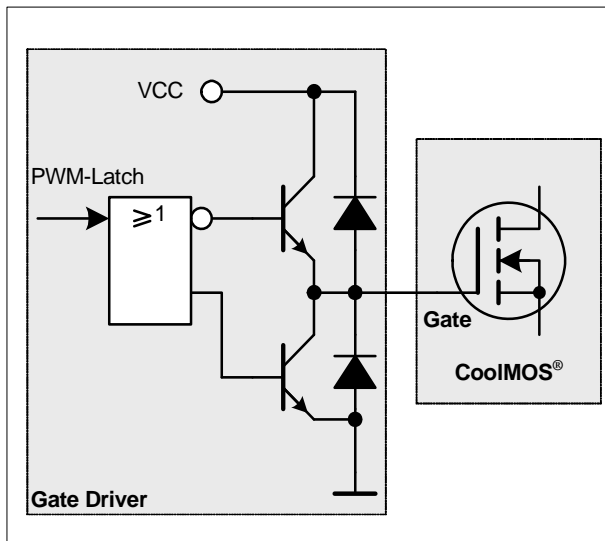 VCC
PWM-Latch
≥1
Gate
CoolMOS®
Gate Driver